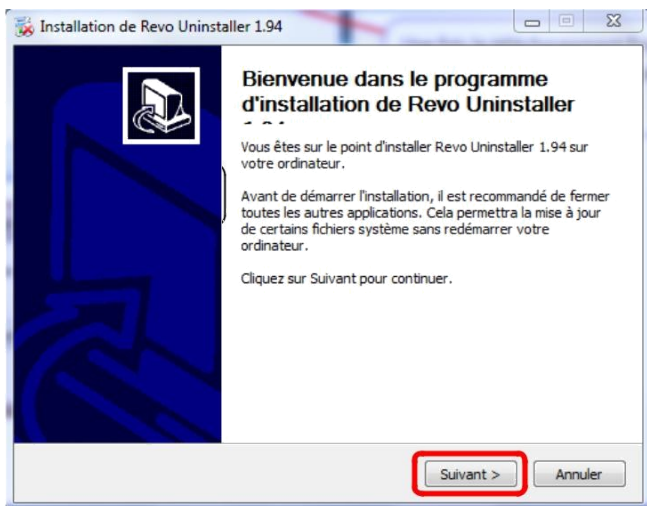 Installation de Revo Uninstaller 1.94
Bienvenue dans le programme
d'installation de Revo Uninstaller
Vous êtes sur le point d'installer Revo Uninstaller 1.94 sur
votre ordinateur.
Avant de démarrer l'installation, il est recommandé de fermer
toutes les autres applications. Cela permettra la mise à jour
de certains fichiers système sans redémarrer votre
ordinateur.
Cliquez sur Suivant pour continuer.
Suivant >
Annuler